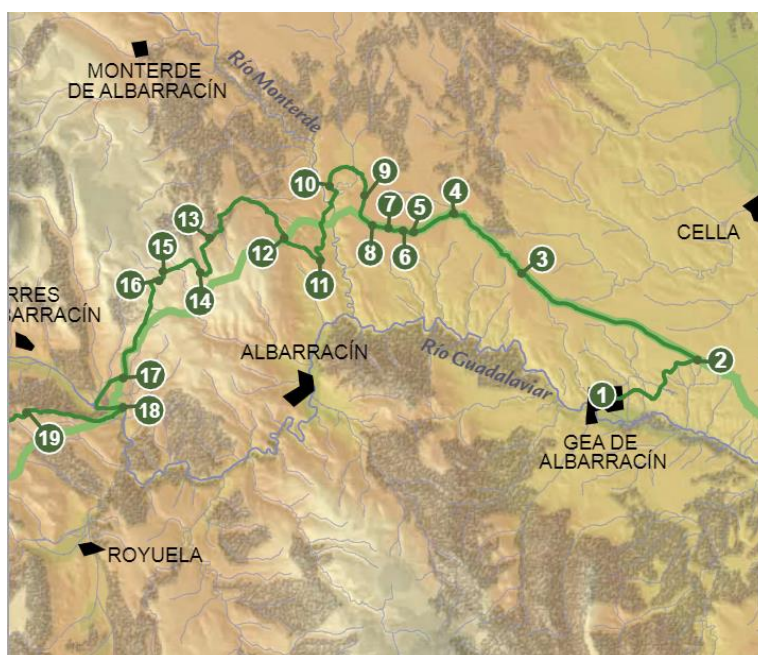 MONTERDE
DE ALBARRACÍN
Río Monterde
10
9
7
5
4
13
8
6
12
3
CELLA
15
11
16
14
RRES
BARRACÍN
ALBARRACÍN
Río Guadalaviar
2
17
1
18
19
GEA DE
ALBARRACÍN
ROYUELA